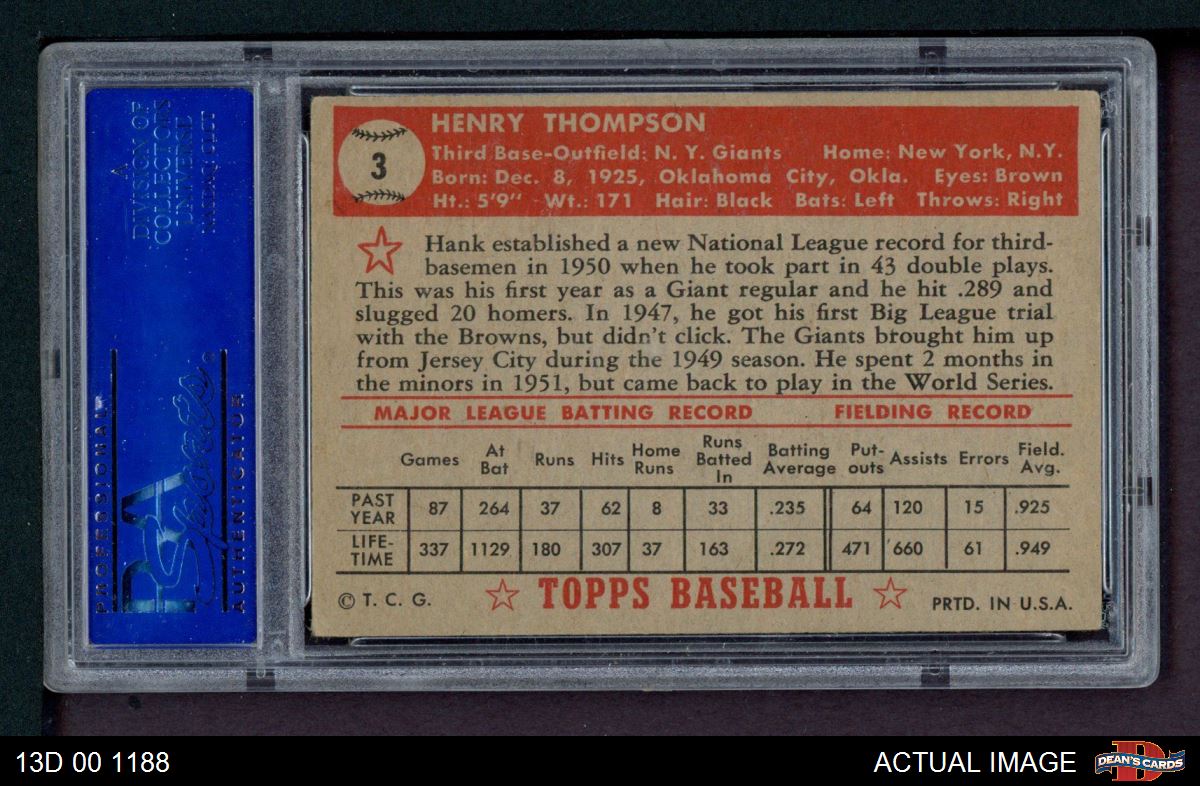 A
DIVISION OF
COLLECTORS
UNIVERSE
NASDAQ: CLCT
PROFESSIONAL
PSA
Sports
AUTHENTICATOR
3
HENRY THOMPSON
Third Base-Outfield: N. Y. Giants Home: New York, N.Y.
Born: Dec. 8, 1925, Oklahoma City, Okla. Eyes: Brown
Ht.: 5'9" Wt.: 171 Hair: Black Bats: Left Throws: Right
Hank established a new National League record for third-
basemen in 1950 when he took part in 43 double plays.
This was his first year as a Giant regular and he hit .289 and
slugged 20 homers. In 1947, he got his first Big League trial
with the Browns, but didn't click. The Giants brought him up
from Jersey City during the 1949 season. He spent 2 months in
the minors in 1951, but came back to play in the World Series.
MAJOR LEAGUE BATTING RECORD FIELDING RECORD
Games At Bat Runs Hits Home Runs Runs Batted In Batting Average Put-outs Assists Errors Field. Avg.
PAST YEAR 87 264 37 62 8 33 .235 64 120 15 .925
LIFE-TIME 337 1129 180 307 37 163 .272 471 660 61 .949
© T. C. G. TOPPS BASEBALL PRTD. IN U.S.A.
13D 00 1188 ACTUAL IMAGE DEAN'S CARDS